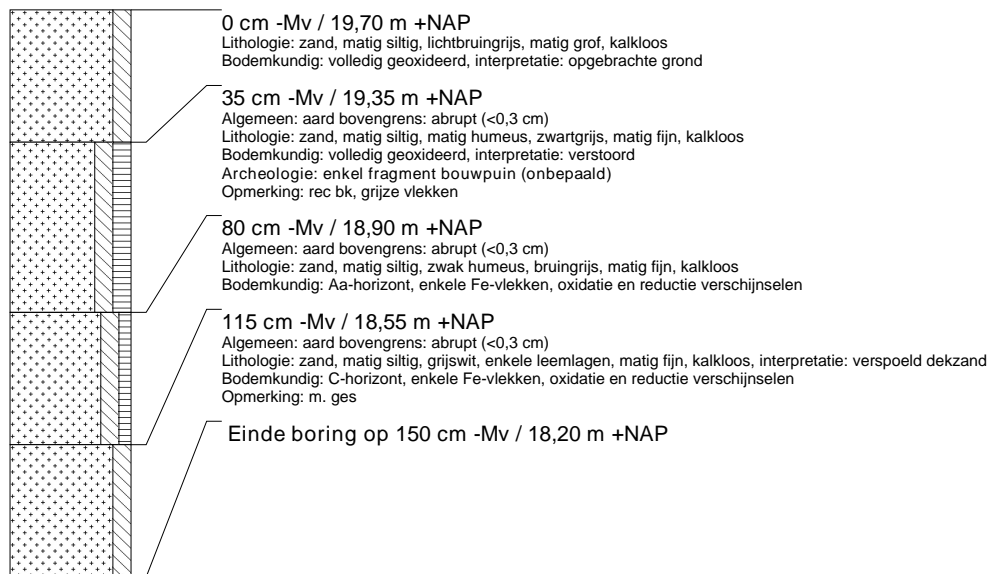 0 cm -Mv / 19,70 m +NAP
Lithologie: zand, matig siltig, lichtbruingrijs, matig grof, kalkloos
Bodemkundig: volledig geoxideerd, interpretatie: opgebrachte grond
35 cm -Mv / 19,35 m +NAP
Algemeen: aard bovengrens: abrupt (<0,3 cm)
Lithologie: zand, matig siltig, matig humeus, zwartgrijs, matig fijn, kalkloos
Bodemkundig: volledig geoxideerd, interpretatie: verstoord
Archeologie: enkel fragment bouwpuin (onbepaald)
Opmerking: rec bk, grijze vlekken
80 cm -Mv / 18,90 m +NAP
Algemeen: aard bovengrens: abrupt (<0,3 cm)
Lithologie: zand, matig siltig, zwak humeus, bruingrijs, matig fijn, kalkloos
Bodemkundig: Aa-horizont, enkele Fe-vlekken, oxidatie en reductie verschijnselen
115 cm -Mv / 18,55 m +NAP
Algemeen: aard bovengrens: abrupt (<0,3 cm)
Lithologie: zand, matig siltig, grijswit, enkele leemlagen, matig fijn, kalkloos, interpretatie: verspoeld dekzand
Bodemkundig: C-horizont, enkele Fe-vlekken, oxidatie en reductie verschijnselen
Opmerking: m. ges
Einde boring op 150 cm -Mv / 18,20 m +NAP